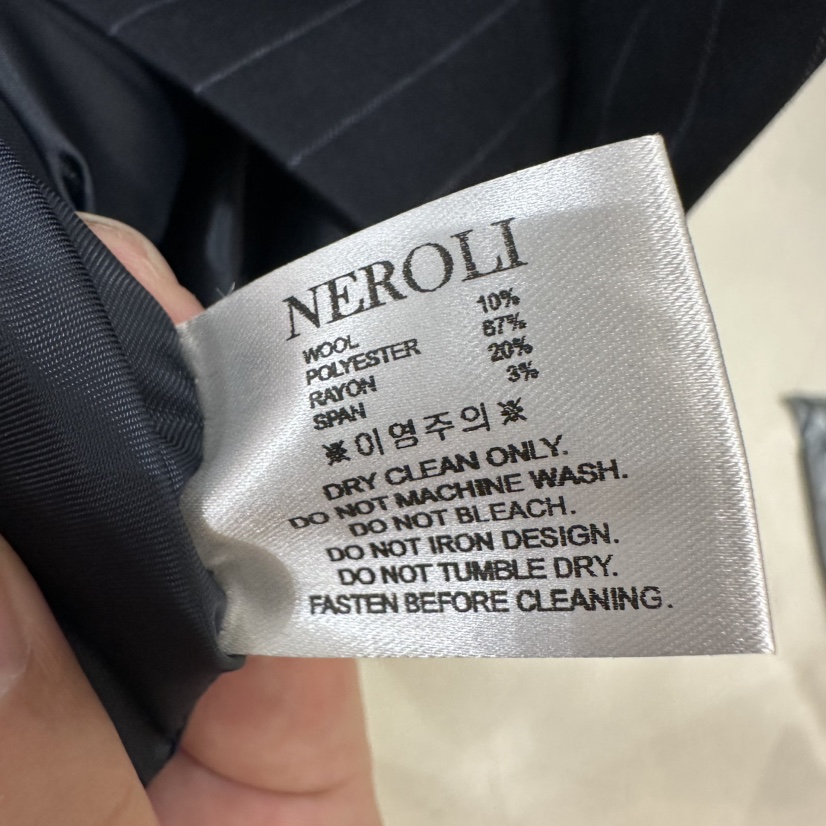 NEROLI
WOOL 10%
POLYESTER 67%
RAYON 20%
SPAN 3%
※이염주의※
DRY CLEAN ONLY.
DO NOT MACHINE WASH.
DO NOT BLEACH.
DO NOT IRON DESIGN.
DO NOT TUMBLE DRY.
FASTEN BEFORE CLEANING.